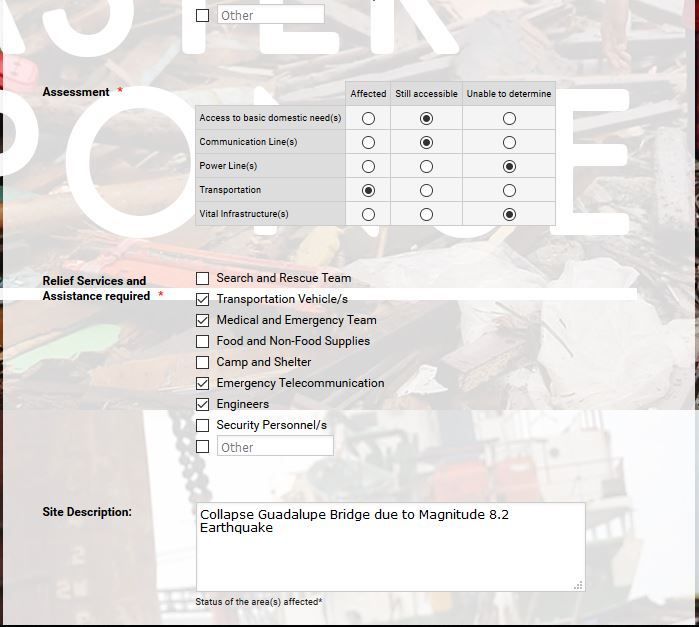 ASTER
Other
PONSE
Assessment *
Affected Still accessible Unable to determine
Access to basic domestic need(s)
Communication Line(s)
Power Line(s)
Transportation
Vital Infrastructure(s)
Relief Services and
Assistance required *
Search and Rescue Team
Transportation Vehicle/s
Medical and Emergency Team
Food and Non-Food Supplies
Camp and Shelter
Emergency Telecommunication
Engineers
Security Personnel/s
Other
Site Description:
Collapse Guadalupe Bridge due to Magnitude 8.2
Earthquake
Status of the area(s) affected*